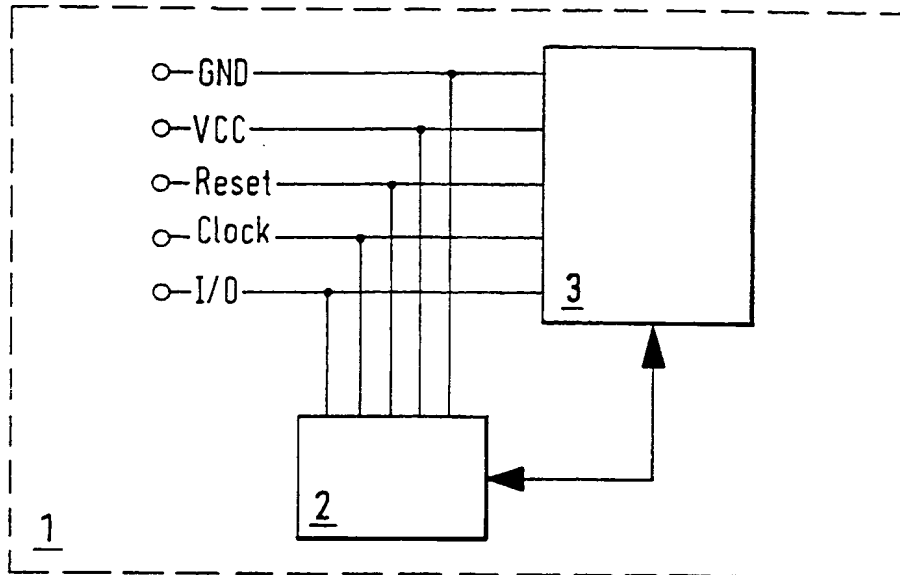 GND
VCC
Reset
Clock
I/O
3
2
1